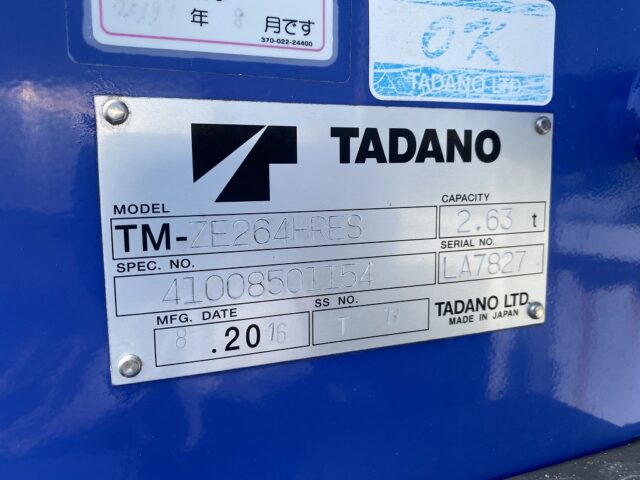 年 8 月です
370-022-24400
OK
TADANO LTD.
TADANO
MODEL
TM-ZE264HRES
CAPACITY
2.63 t
SPEC. NO.
41008501154
SERIAL NO.
LA7827
MFG. DATE
8 .2016
SS NO.
T
TADANO LTD.
MADE IN JAPAN